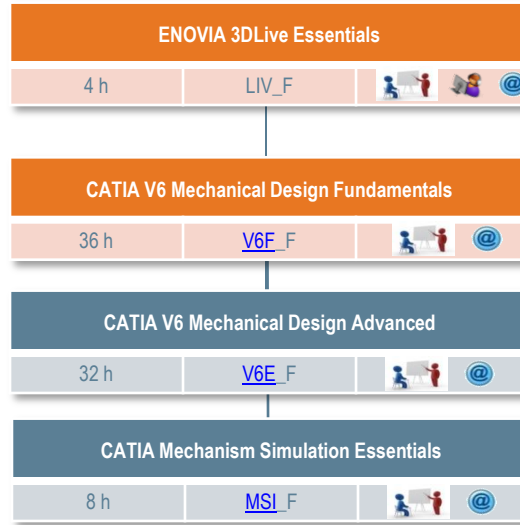 ENOVIA 3DLive Essentials
4 h LIV_F @
CATIA V6 Mechanical Design Fundamentals
36 h V6F_F @
CATIA V6 Mechanical Design Advanced
32 h V6E_F @
CATIA Mechanism Simulation Essentials
8 h MSI_F @